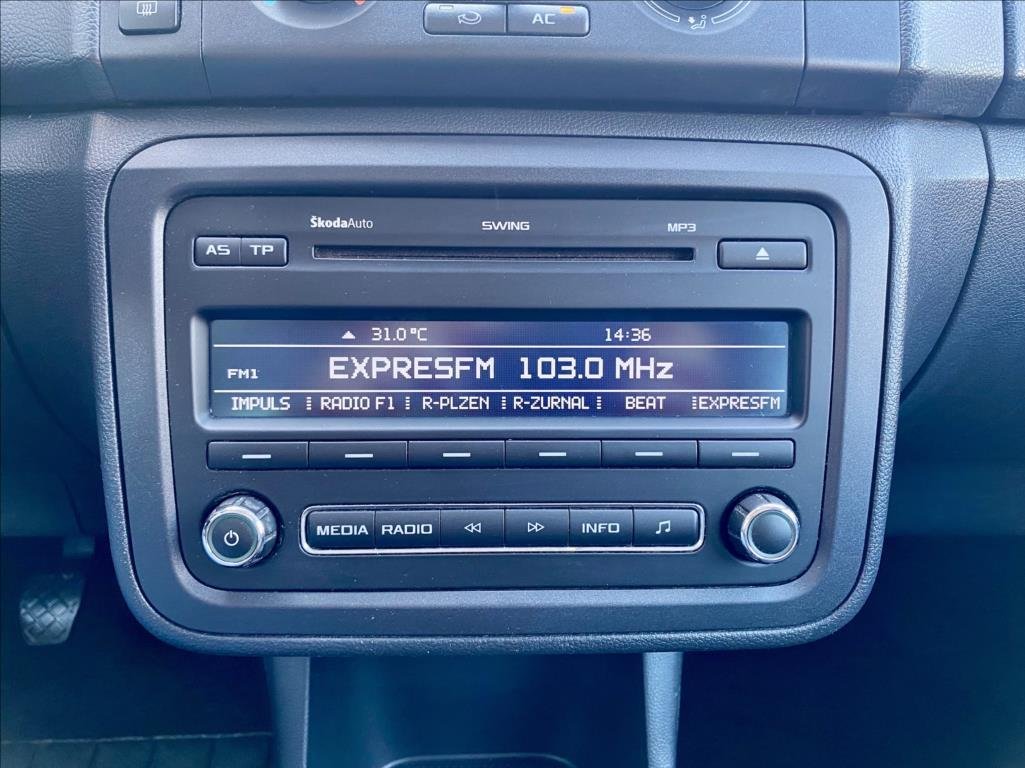 AC
ŠkodaAuto SWING MP3
AS TP
31.0°C 14:36
FM1 EXPRESFM 103.0 MHz
IMPULS RADIO F1 R-PLZEN R-ZURNAL BEAT EXPRESFM
MEDIA RADIO INFO